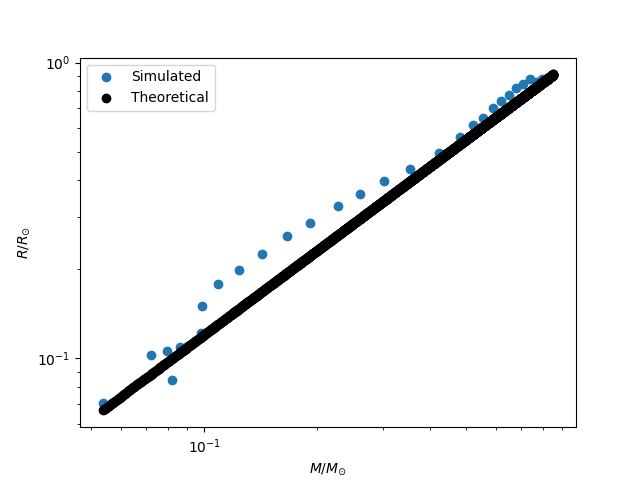 10⁰
Simulated
Theoretical
R/R⊙
10⁻¹
10⁻¹
M/M⊙